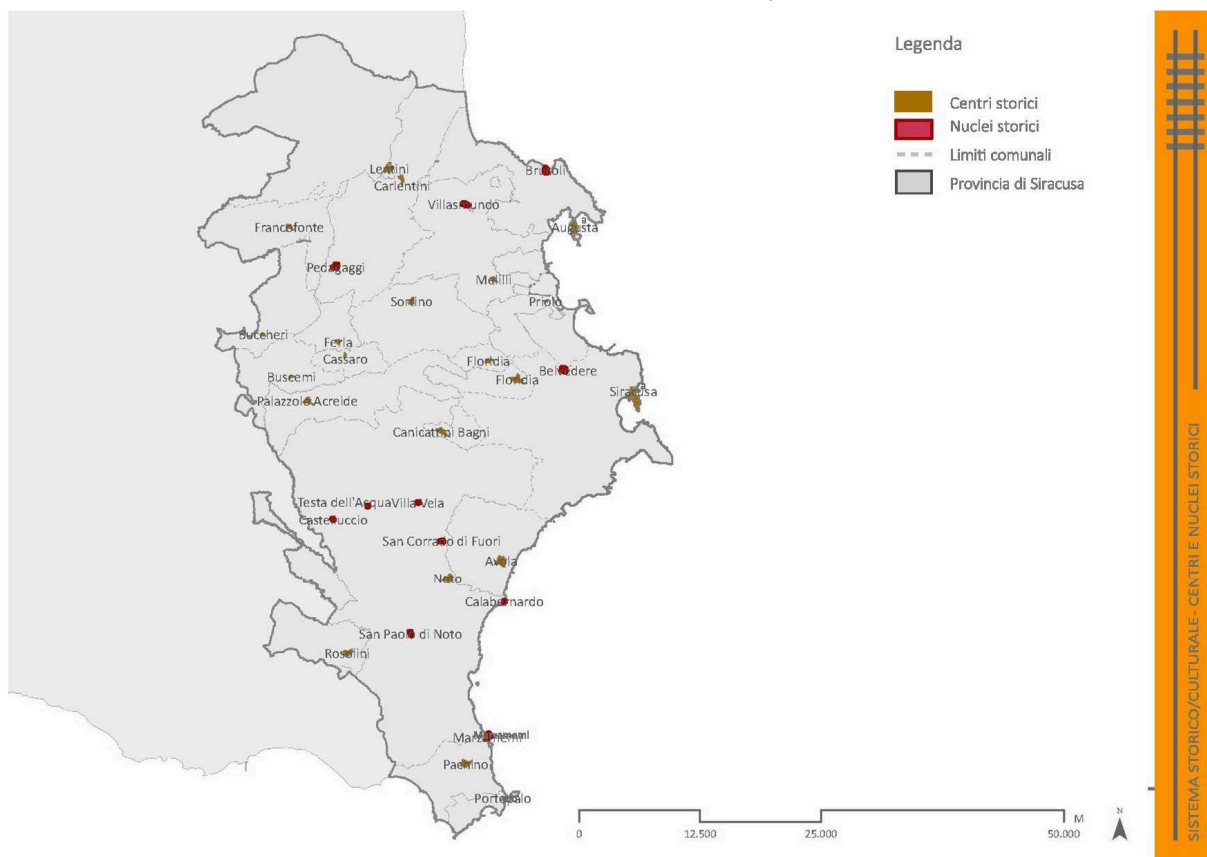 Legenda
Centri storici
Nuclei storici
Limiti comunali
Provincia di Siracusa
Lentini
Carlentini
Brucoli
Villasmundo
Francofonte
Augusta
Pedagaggi
Melilli
Sortino
Priolo
Buccheri
Ferla
Cassaro
Floridia
Belvedere
Buscemi
Floridia
Siracusa
Palazzolo Acreide
Canicattini Bagni
Testa dell'Acqua
Villa Vela
Castelluccio
San Corrado di Fuori
Avola
Noto
Calabernardo
San Paolo di Noto
Rosolini
Marzamemi
Pachino
Portopalo
0
12.500
25.000
50.000
M
N
SISTEMA STORICO/CULTURALE - CENTRI E NUCLEI STORICI